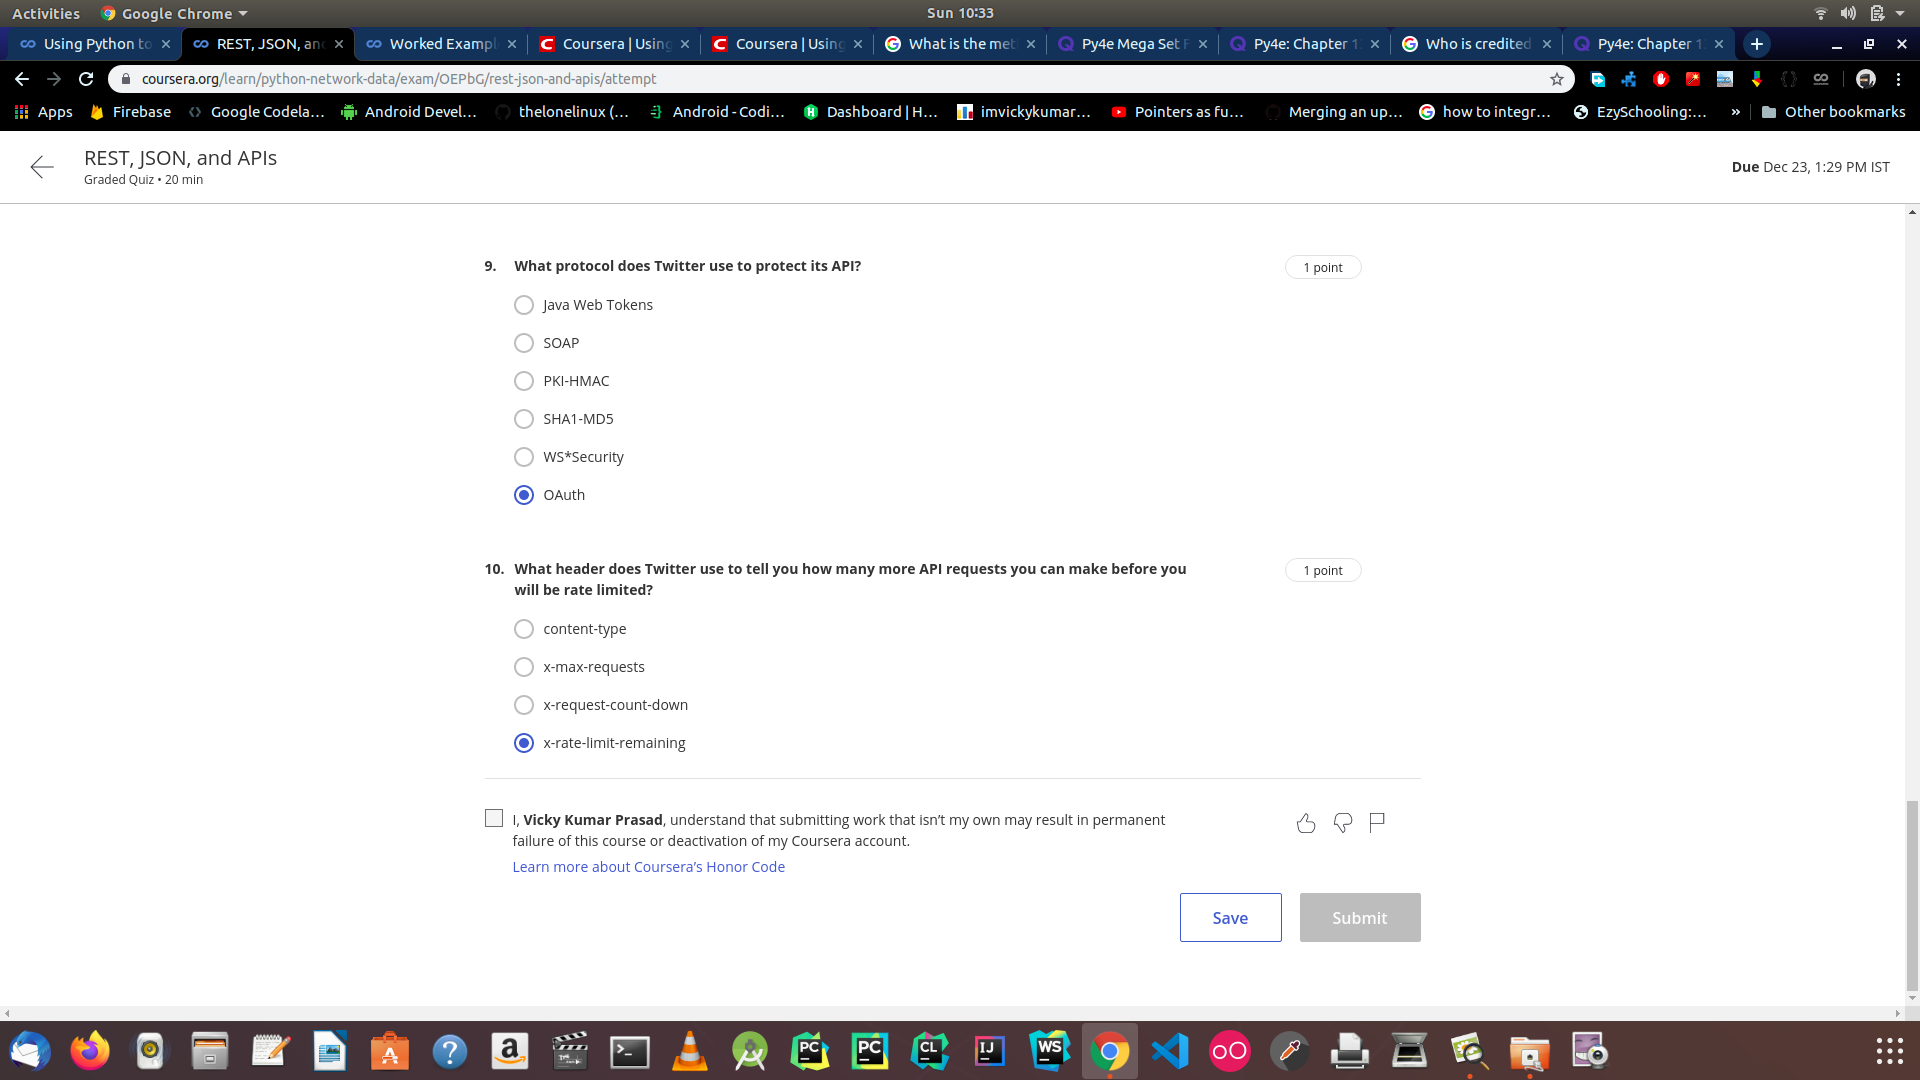 Activities Google Chrome Sun 10:33
Using Python to REST, JSON, an Worked Exampl Coursera | Using Coursera | Using What is the met Py4e Mega Set F Py4e: Chapter 1 Who is credited Py4e: Chapter 1
coursera.org/learn/python-network-data/exam/OEPbG/rest-json-and-apis/attempt
Apps Firebase Google Codela... Android Devel... thelonelinux (... Android - Codi... Dashboard | H... imvickykumar... Pointers as fu... Merging an up... how to integr... EzySchooling:... » Other bookmarks
REST, JSON, and APIs
Graded Quiz • 20 min
Due Dec 23, 1:29 PM IST
9. What protocol does Twitter use to protect its API? 1 point
Java Web Tokens
SOAP
PKI-HMAC
SHA1-MD5
WS*Security
OAuth
10. What header does Twitter use to tell you how many more API requests you can make before you 1 point
will be rate limited?
content-type
x-max-requests
x-request-count-down
x-rate-limit-remaining
I, Vicky Kumar Prasad, understand that submitting work that isn’t my own may result in permanent
failure of this course or deactivation of my Coursera account.
Learn more about Coursera’s Honor Code
Save Submit
PC PC CL IJ WS